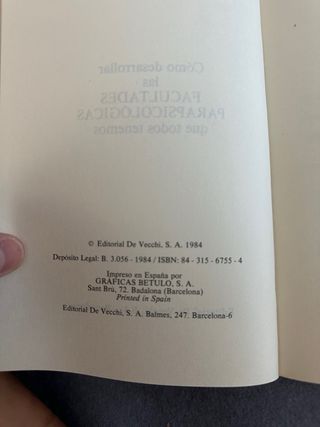 Cómo desarrollar
las
FACULTADES
PARAPSICOLÓGICAS
que todos tenemos
© Editorial De Vecchi, S. A. 1984
Depósito Legal: B. 3.056 - 1984 / ISBN: 84 - 315 - 6755 - 4
Impreso en España por
GRÁFICAS BETULO, S. A.
Sant Brú, 72. Badalona (Barcelona)
Printed in Spain
Editorial De Vecchi, S. A. Balmes, 247. Barcelona-6